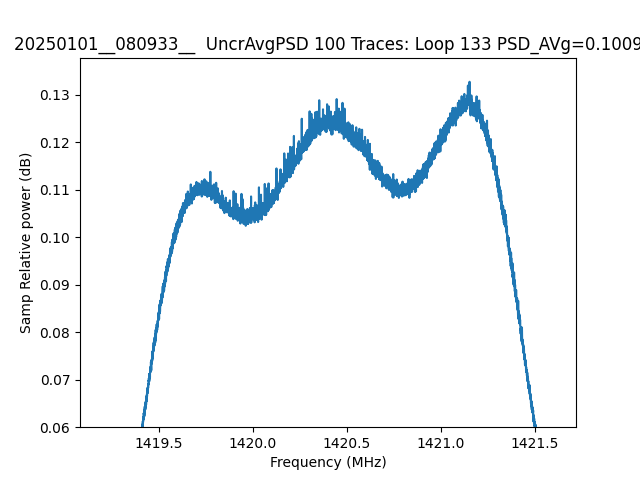 20250101__080933__ UncrAvgPSD 100 Traces: Loop 133 PSD_AVg=0.1009
Samp Relative power (dB)
0.13
0.12
0.11
0.10
0.09
0.08
0.07
0.06
1419.5 1420.0 1420.5 1421.0 1421.5
Frequency (MHz)